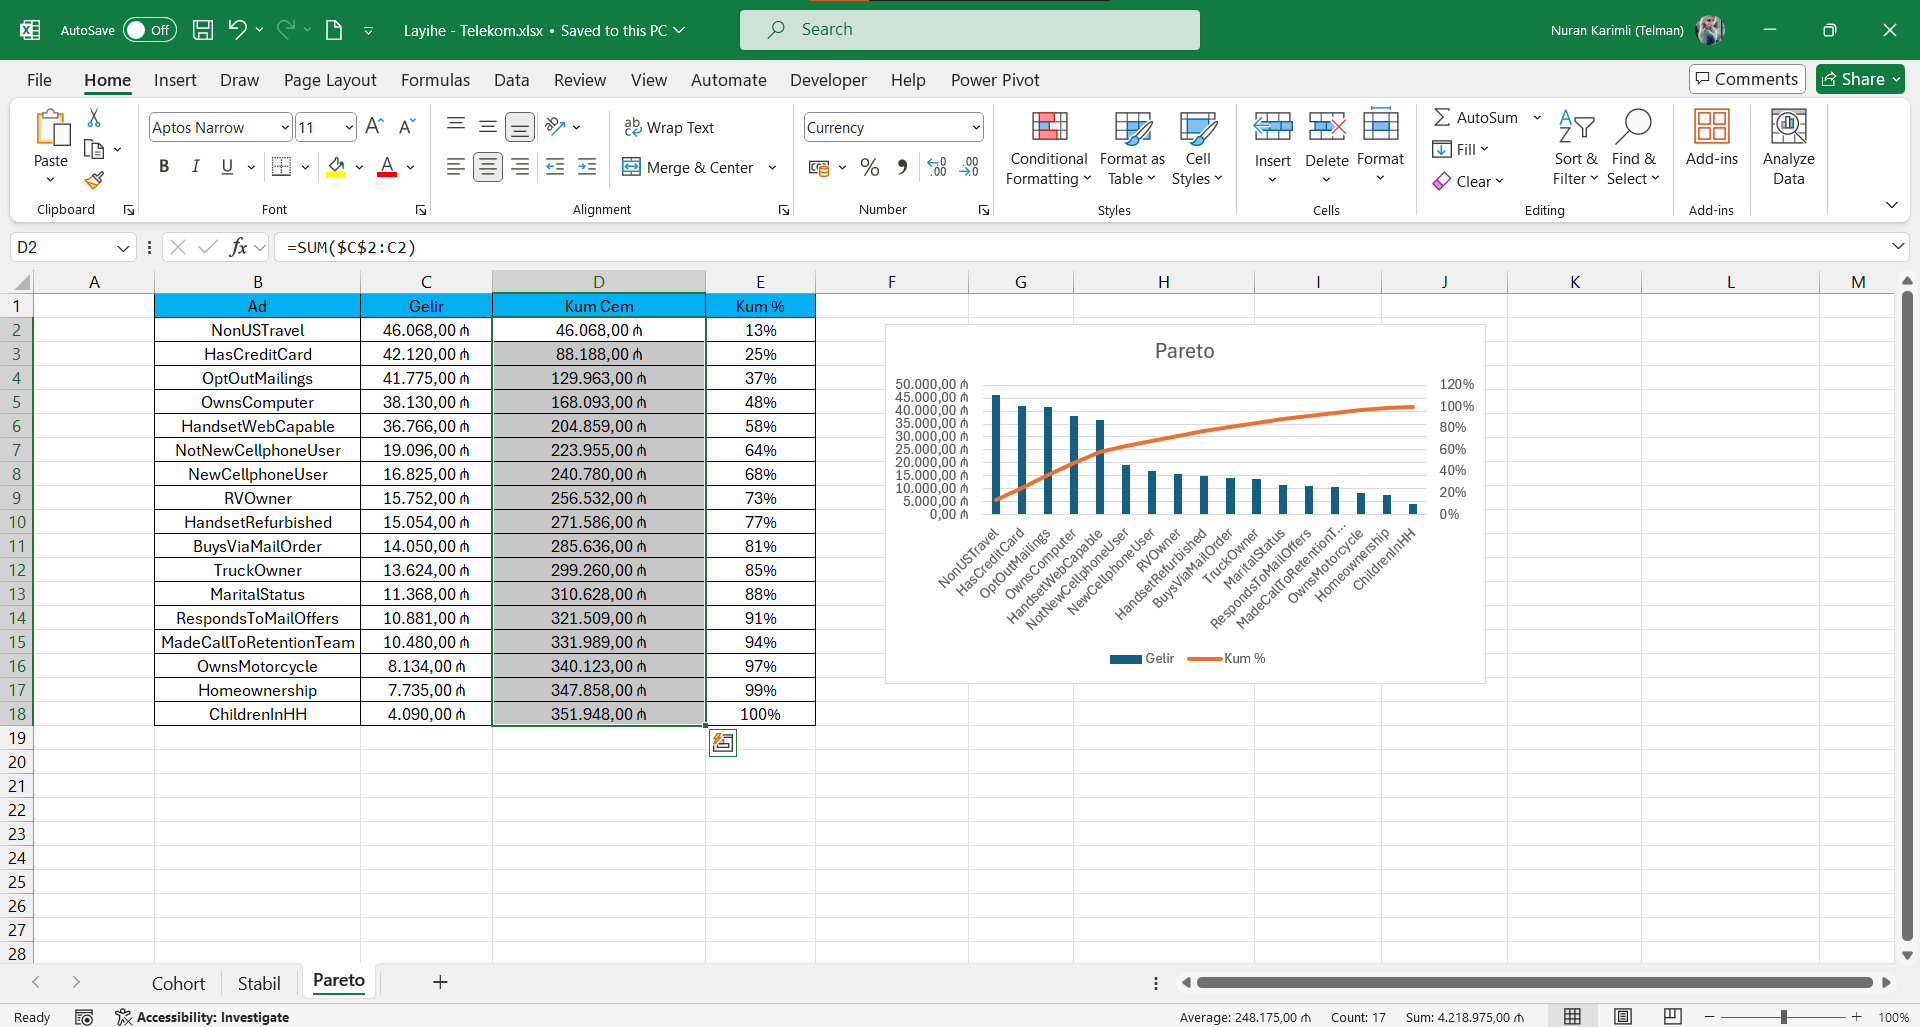 AutoSave Off Layihe - Telekom.xlsx • Saved to this PC Search Nuran Karimli (Telman)
File Home Insert Draw Page Layout Formulas Data Review View Automate Developer Help Power Pivot Comments Share
Paste
Clipboard
Aptos Narrow 11
B I U
Font
Wrap Text
Merge & Center
Alignment
Currency
Number
Conditional Formatting
Format as Table
Cell Styles
Styles
Insert Delete Format
Cells
AutoSum
Fill
Clear
Sort & Filter
Find & Select
Editing
Add-ins
Add-ins
Analyze Data
D2 fx =SUM($C$2:C2)
A B C D E F G H I J K L M
1 Ad Gelir Kum Cem Kum %
2 NonUSTravel 46.068,00 ₼ 46.068,00 ₼ 13%
3 HasCreditCard 42.120,00 ₼ 88.188,00 ₼ 25%
4 OptOutMailings 41.775,00 ₼ 129.963,00 ₼ 37%
5 OwnsComputer 38.130,00 ₼ 168.093,00 ₼ 48%
6 HandsetWebCapable 36.766,00 ₼ 204.859,00 ₼ 58%
7 NotNewCellphoneUser 19.096,00 ₼ 223.955,00 ₼ 64%
8 NewCellphoneUser 16.825,00 ₼ 240.780,00 ₼ 68%
9 RVOwner 15.752,00 ₼ 256.532,00 ₼ 73%
10 HandsetRefurbished 15.054,00 ₼ 271.586,00 ₼ 77%
11 BuysViaMailOrder 14.050,00 ₼ 285.636,00 ₼ 81%
12 TruckOwner 13.624,00 ₼ 299.260,00 ₼ 85%
13 MaritalStatus 11.368,00 ₼ 310.628,00 ₼ 88%
14 RespondsToMailOffers 10.881,00 ₼ 321.509,00 ₼ 91%
15 MadeCallToRetentionTeam 10.480,00 ₼ 331.989,00 ₼ 94%
16 OwnsMotorcycle 8.134,00 ₼ 340.123,00 ₼ 97%
17 Homeownership 7.735,00 ₼ 347.858,00 ₼ 99%
18 ChildrenInHH 4.090,00 ₼ 351.948,00 ₼ 100%
19
20
21
22
23
24
25
26
27
28
Pareto
50.000,00 ₼
45.000,00 ₼
40.000,00 ₼
35.000,00 ₼
30.000,00 ₼
25.000,00 ₼
20.000,00 ₼
15.000,00 ₼
10.000,00 ₼
5.000,00 ₼
0,00 ₼
120%
100%
80%
60%
40%
20%
0%
NonUSTravel
HasCreditCard
OptOutMailings
OwnsComputer
HandsetWebCapable
NotNewCellphoneUser
NewCellphoneUser
RVOwner
HandsetRefurbished
BuysViaMailOrder
TruckOwner
MaritalStatus
RespondsToMailOffers
MadeCallToRetentionT...
OwnsMotorcycle
Homeownership
ChildrenInHH
Gelir Kum %
Cohort Stabil Pareto
Ready Accessibility: Investigate Average: 248.175,00 ₼ Count: 17 Sum: 4.218.975,00 ₼ 100%